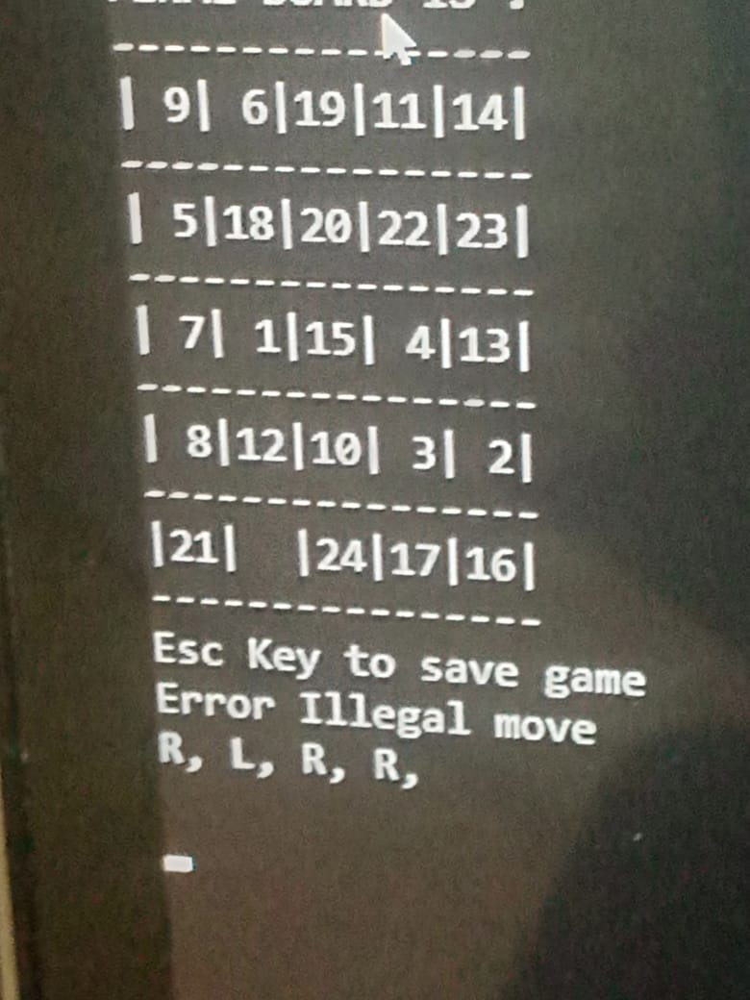 ----------------
| 9| 6|19|11|14|
----------------
| 5|18|20|22|23|
----------------
| 7| 1|15| 4|13|
----------------
| 8|12|10| 3| 2|
----------------
|21|  |24|17|16|
----------------
Esc Key to save game
Error Illegal move
R, L, R, R,